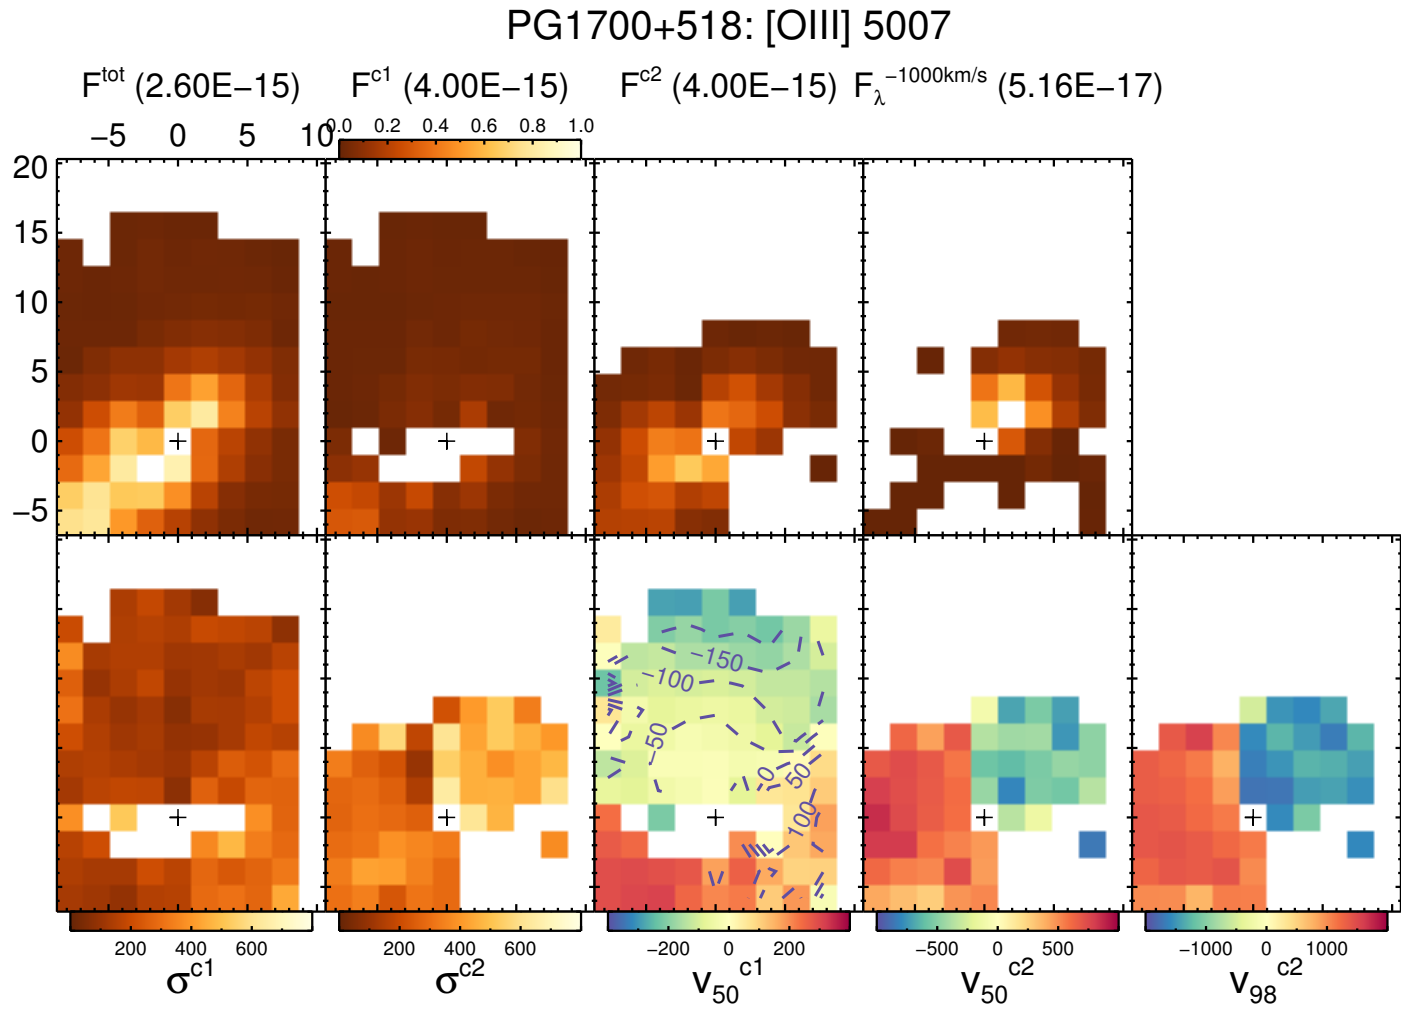 PG1700+518: [OIII] 5007
F^tot (2.60E−15) F^c1 (4.00E−15) F^c2 (4.00E−15) F_λ^−1000km/s (5.16E−17)
−5 0 5 10
0.0 0.2 0.4 0.6 0.8 1.0
20
15
10
5
0
−5
−150
−100
−50
0
50
100
200 400 600 200 400 600 −200 0 200 −500 0 500 −1000 0 1000
σ^c1 σ^c2 v_50^c1 v_50^c2 v_98^c2